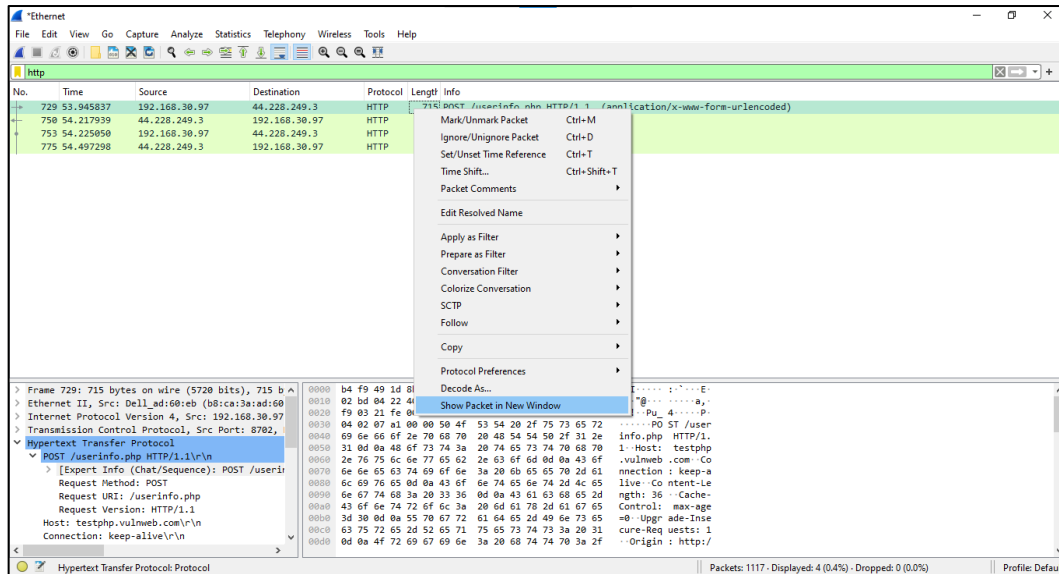 *Ethernet
File Edit View Go Capture Analyze Statistics Telephony Wireless Tools Help
http
No. Time Source Destination Protocol Length Info
729 53.945837 192.168.30.97 44.228.249.3 HTTP 715 POST /userinfo.php HTTP/1.1 (application/x-www-form-urlencoded)
750 54.217939 44.228.249.3 192.168.30.97 HTTP
753 54.225050 192.168.30.97 44.228.249.3 HTTP
775 54.497298 44.228.249.3 192.168.30.97 HTTP
Mark/Unmark Packet Ctrl+M
Ignore/Unignore Packet Ctrl+D
Set/Unset Time Reference Ctrl+T
Time Shift... Ctrl+Shift+T
Packet Comments
Edit Resolved Name
Apply as Filter
Prepare as Filter
Conversation Filter
Colorize Conversation
SCTP
Follow
Copy
Protocol Preferences
Decode As...
Show Packet in New Window
Frame 729: 715 bytes on wire (5720 bits), 715 b
Ethernet II, Src: Dell_ad:60:eb (b8:ca:3a:ad:60
Internet Protocol Version 4, Src: 192.168.30.97
Transmission Control Protocol, Src Port: 8702,
Hypertext Transfer Protocol
POST /userinfo.php HTTP/1.1\r\n
[Expert Info (Chat/Sequence): POST /userin
Request Method: POST
Request URI: /userinfo.php
Request Version: HTTP/1.1
Host: testphp.vulnweb.com\r\n
Connection: keep-alive\r\n
0000 b4 f9 49 1d
0010 02 bd 04 22
0020 f9 03 21 fe
0030 04 02 07 a1 00 00 50 4f 53 54 20 2f 75 73 65 72 ······PO ST /user
0040 69 6e 66 6f 2e 70 68 70 20 48 54 54 50 2f 31 2e info.php HTTP/1.
0050 31 0d 0a 48 6f 73 74 3a 20 74 65 73 74 70 68 70 1··Host: testphp
0060 2e 76 75 6c 6e 77 65 62 2e 63 6f 6d 0d 0a 43 6f .vulnweb .com··Co
0070 6e 6e 65 63 74 69 6f 6e 3a 20 6b 65 65 70 2d 61 nnection : keep-a
0080 6c 69 76 65 0d 0a 43 6f 6e 74 65 6e 74 2d 4c 65 live··Co ntent-Le
0090 6e 67 74 68 3a 20 33 36 0d 0a 43 61 63 68 65 2d ngth: 36 ··Cache-
00a0 43 6f 6e 74 72 6f 6c 3a 20 6d 61 78 2d 61 67 65 Control: max-age
00b0 3d 30 0d 0a 55 70 67 72 61 64 65 2d 49 6e 73 65 =0··Upgr ade-Inse
00c0 63 75 72 65 2d 52 65 71 75 65 73 74 73 3a 20 31 cure-Req uests: 1
00d0 0d 0a 4f 72 69 67 69 6e 3a 20 68 74 74 70 3a 2f ··Origin : http:/
Hypertext Transfer Protocol: Protocol
Packets: 1117 · Displayed: 4 (0.4%) · Dropped: 0 (0.0%)
Profile: Defau